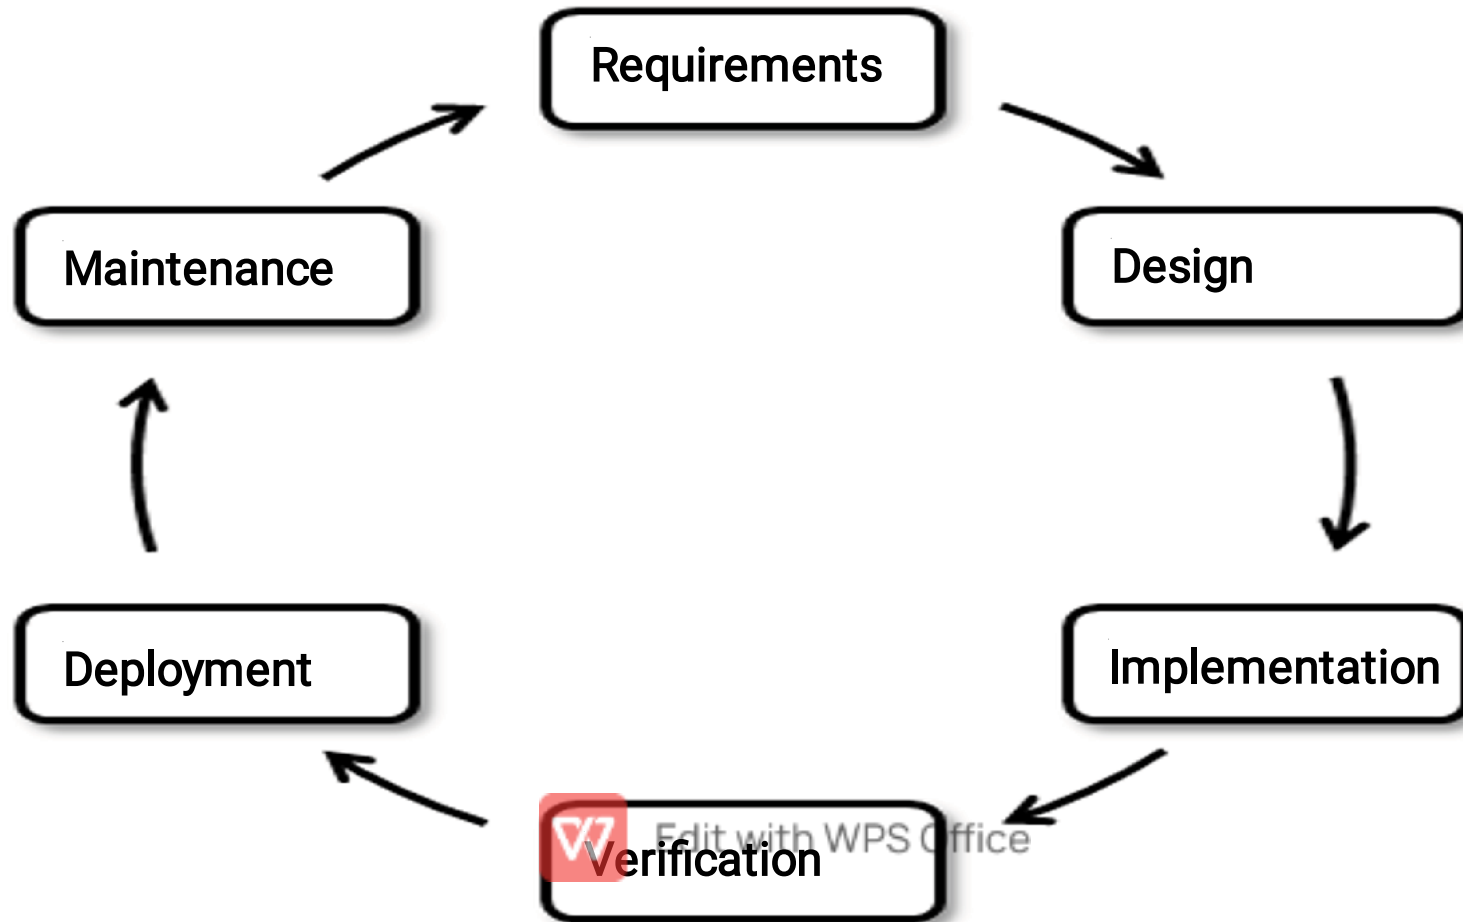 Requirements
Maintenance
Design
Deployment
Implementation
Edit with WPS Office
Verification